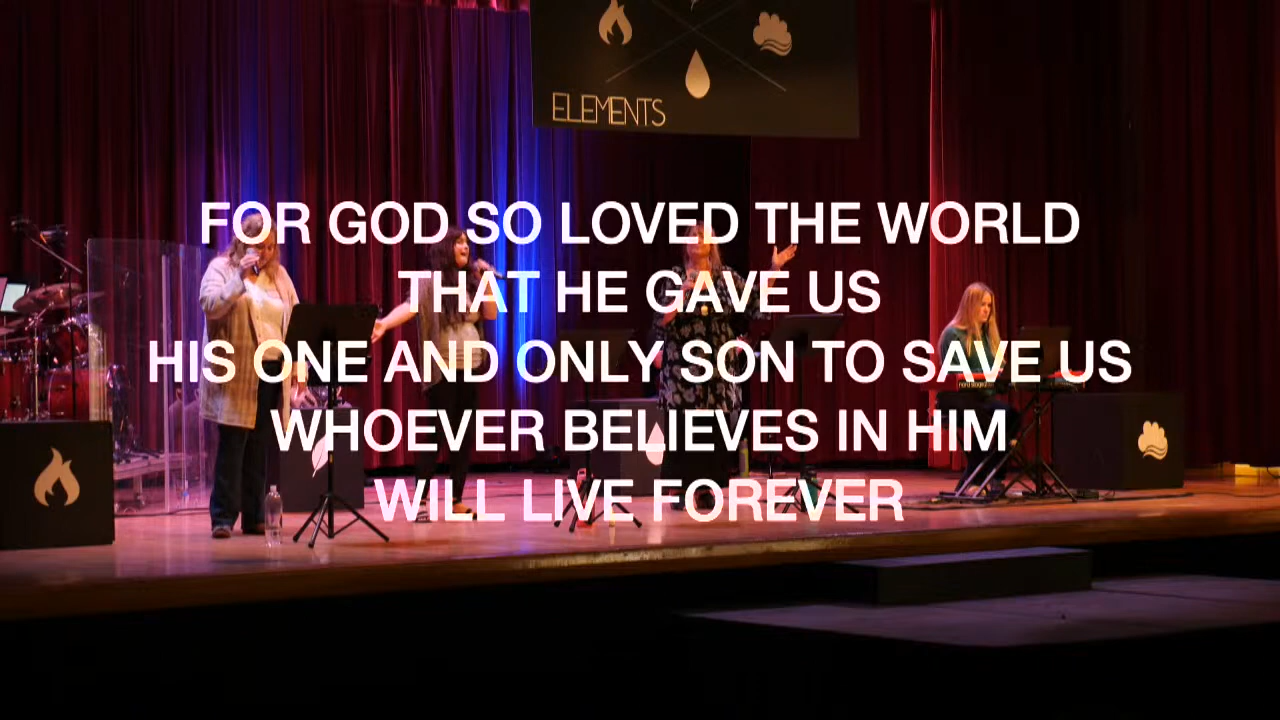 ELEMENTS
FOR GOD SO LOVED THE WORLD
THAT HE GAVE US
HIS ONE AND ONLY SON TO SAVE US
WHOEVER BELIEVES IN HIM
WILL LIVE FOREVER